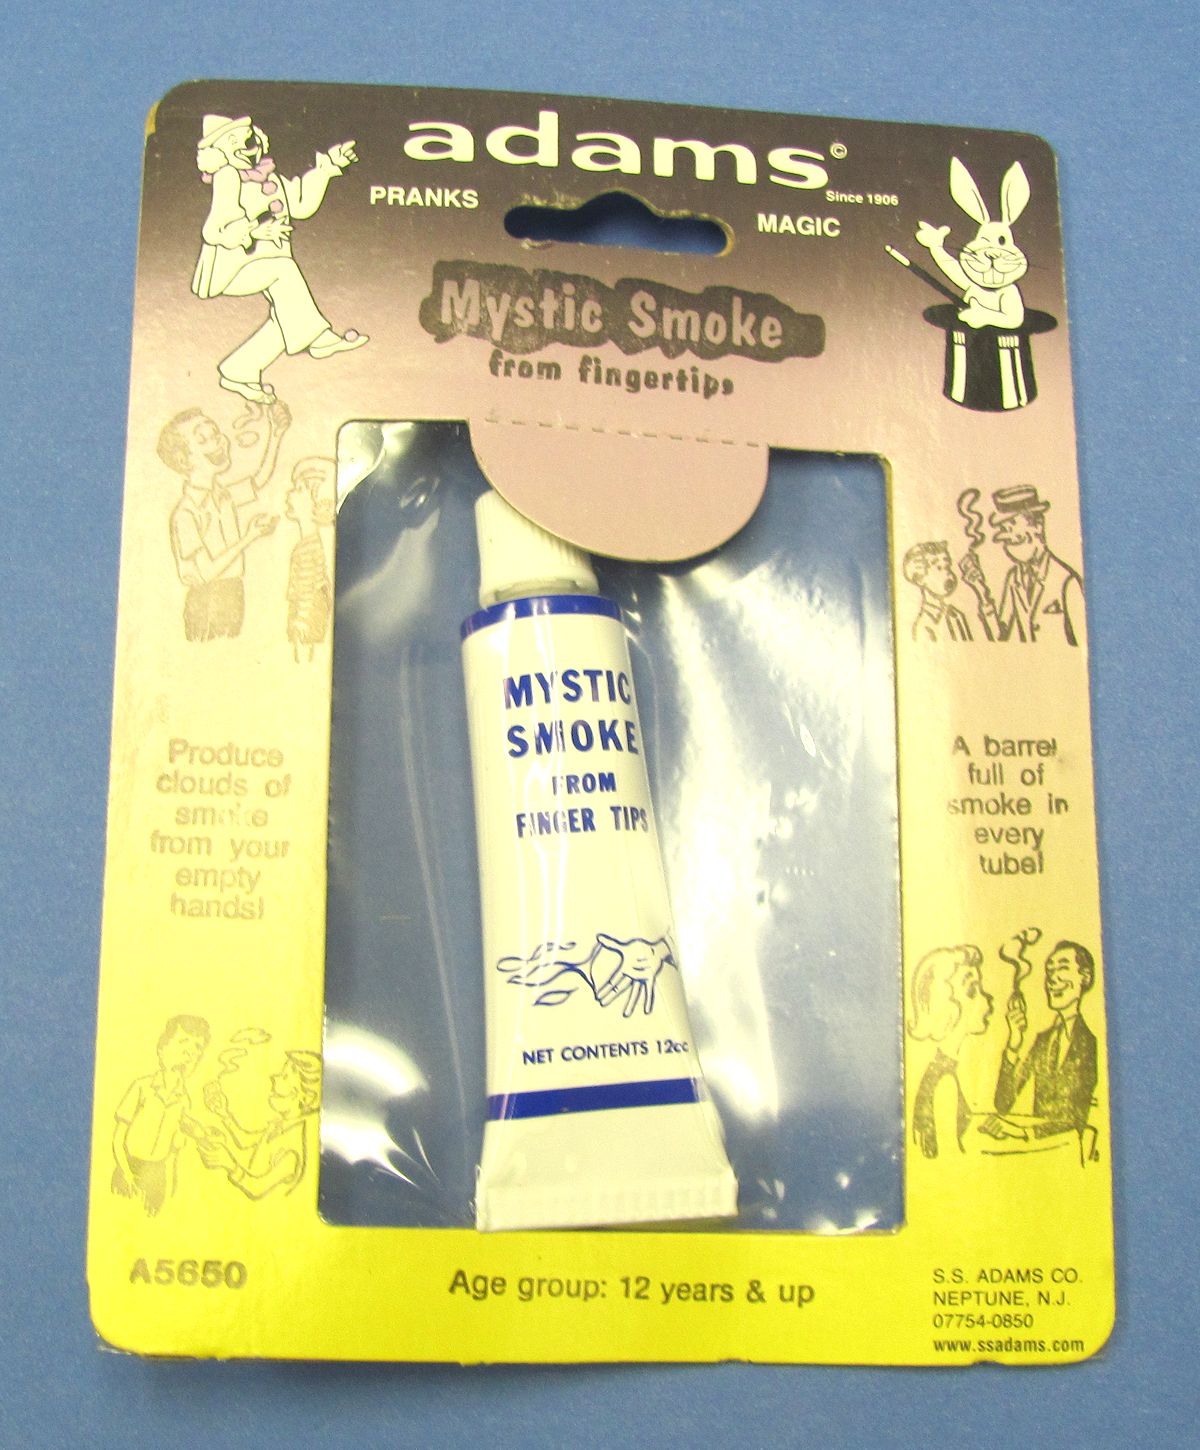 adams©
Since 1906
PRANKS
MAGIC
Mystic Smoke
from fingertips
Produce
clouds of
smoke
from your
empty
hands!
A barrel
full of
smoke in
every
tube!
MYSTIC
SMOKE
FROM
FINGER TIPS
NET CONTENTS 12cc
A5650
Age group: 12 years & up
S.S. ADAMS CO.
NEPTUNE, N.J.
07754-0850
www.ssadams.com